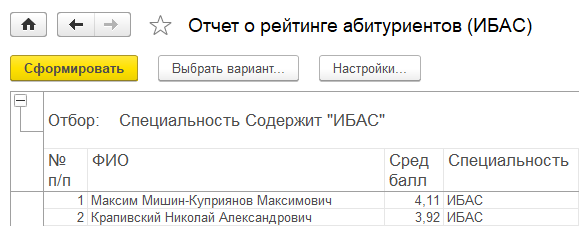 Отчет о рейтинге абитуриентов (ИБАС)
Сформировать Выбрать вариант... Настройки...
Отбор: Специальность Содержит "ИБАС"
№ п/п ФИО Сред балл Специальность
1 Максим Мишин-Куприянов Максимович 4,11 ИБАС
2 Крапивский Николай Александрович 3,92 ИБАС